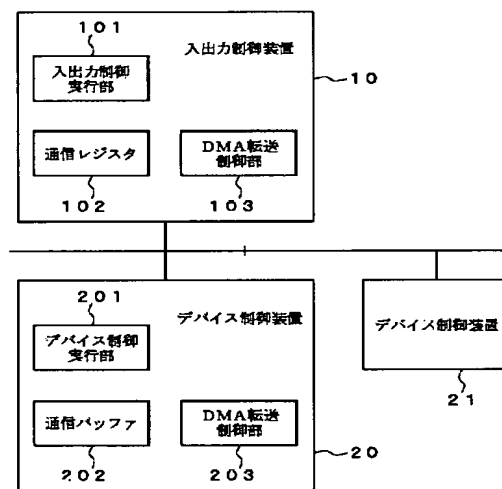 101
入出力制御装置
入出力制御
実行部
10
通信レジスタ
DMA転送
制御部
102
103
201
デバイス制御装置
デバイス制御
実行部
デバイス制御装置
21
通信バッファ
DMA転送
制御部
202
203
20